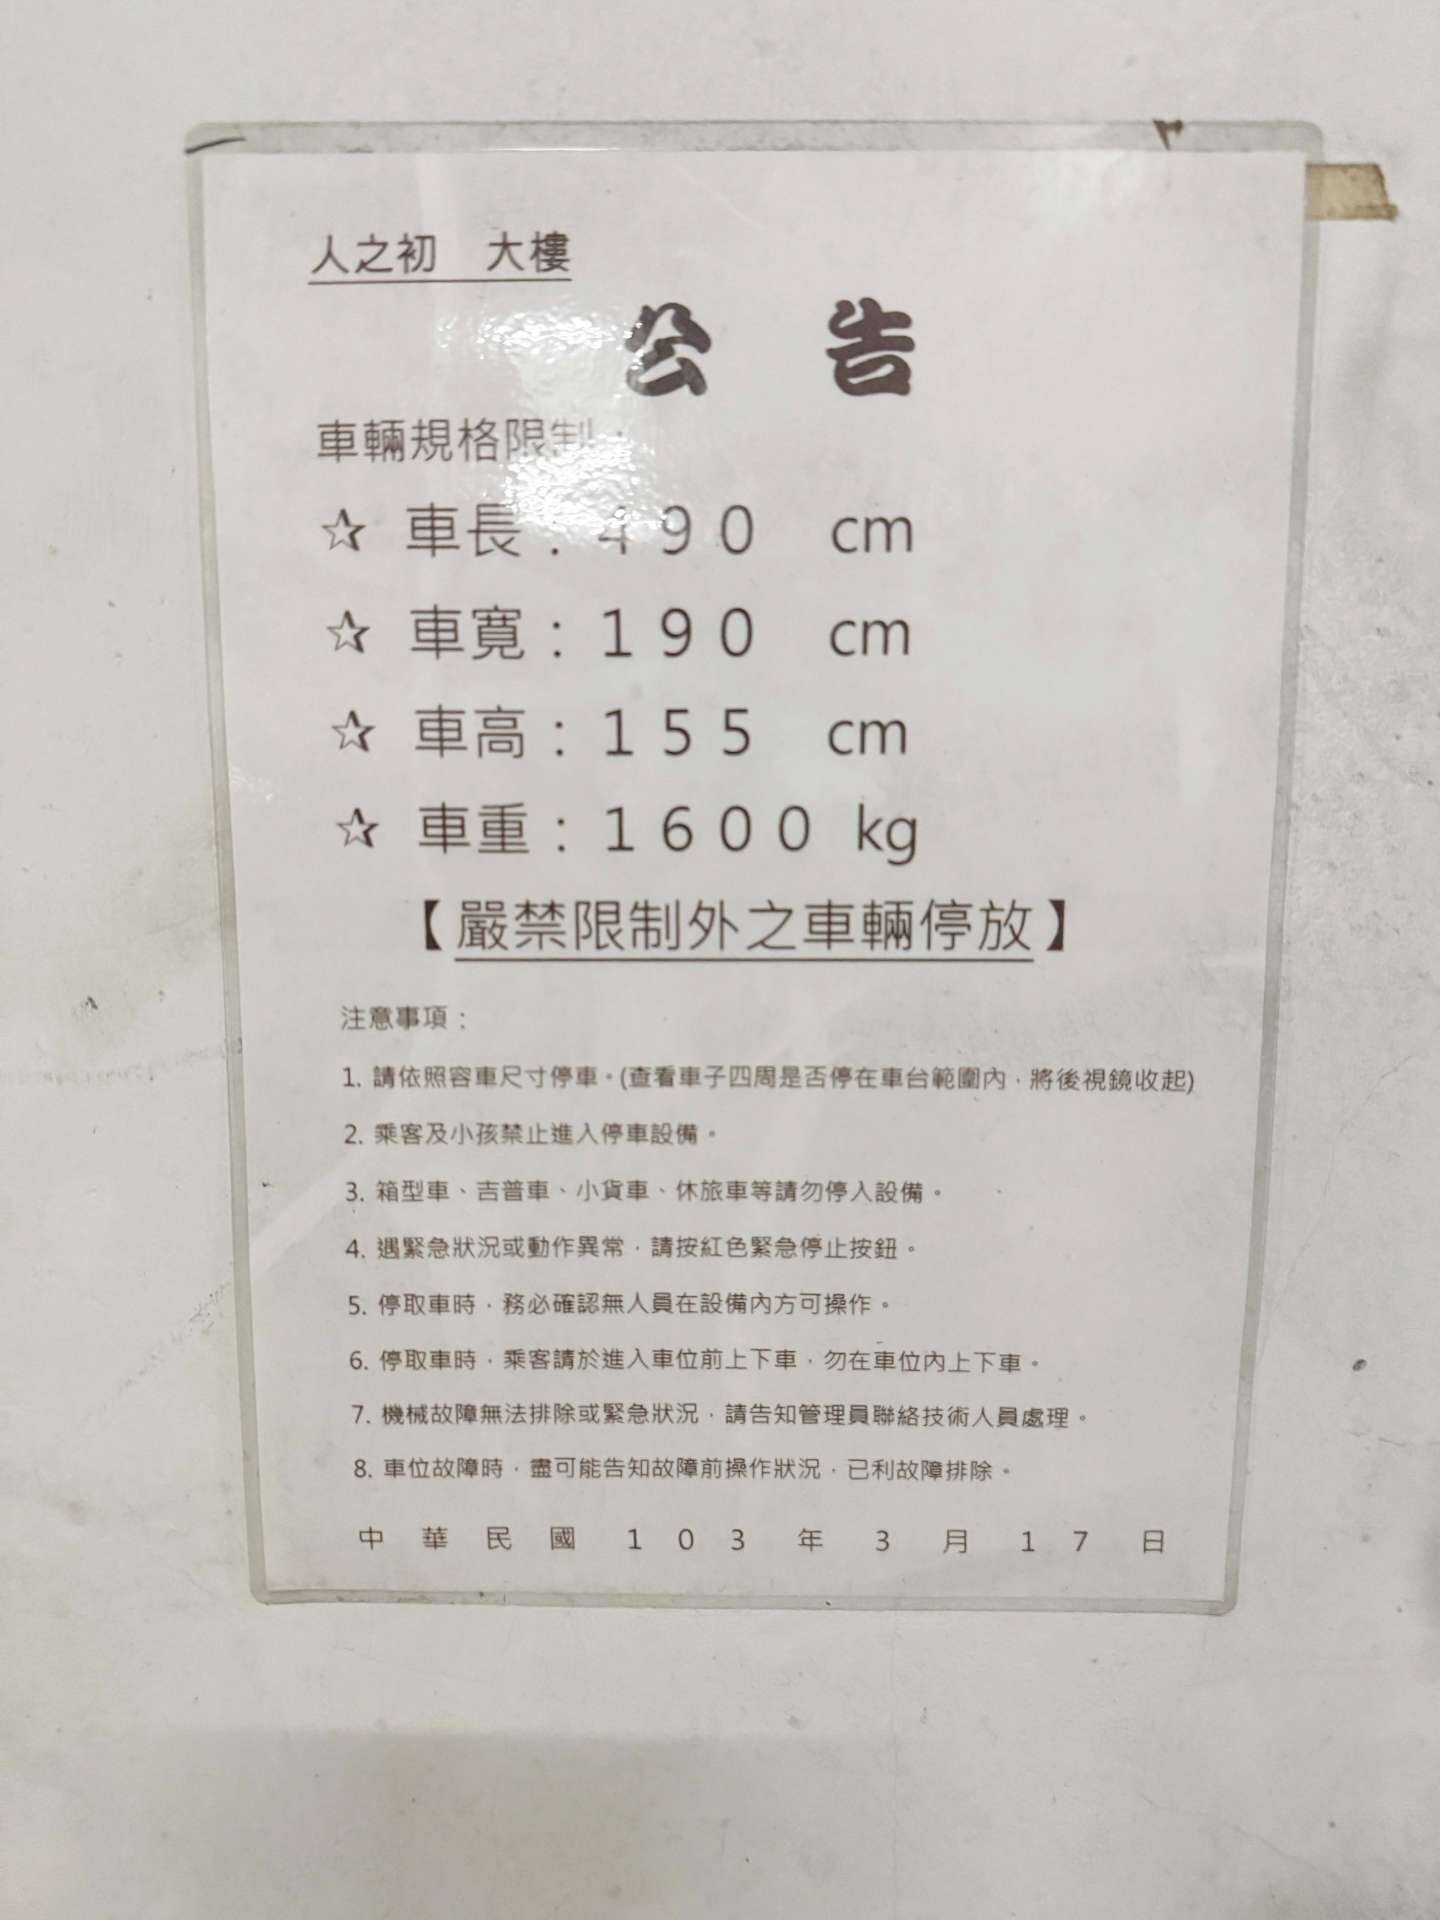 人之初　大樓
公　告
車輛規格限制：
☆ 車長：490 cm
☆ 車寬：190 cm
☆ 車高：155 cm
☆ 車重：1600 kg
【嚴禁限制外之車輛停放】
注意事項：
1. 請依照容車尺寸停車。(查看車子四周是否停在車台範圍內，將後視鏡收起)
2. 乘客及小孩禁止進入停車設備。
3. 箱型車、吉普車、小貨車、休旅車等請勿停入設備。
4. 遇緊急狀況或動作異常，請按紅色緊急停止按鈕。
5. 停取車時，務必確認無人員在設備內方可操作。
6. 停取車時，乘客請於進入車位前上下車，勿在車位內上下車。
7. 機械故障無法排除或緊急狀況，請告知管理員聯絡技術人員處理。
8. 車位故障時，盡可能告知故障前操作狀況，已利故障排除。
中華民國 103 年 3 月 17 日